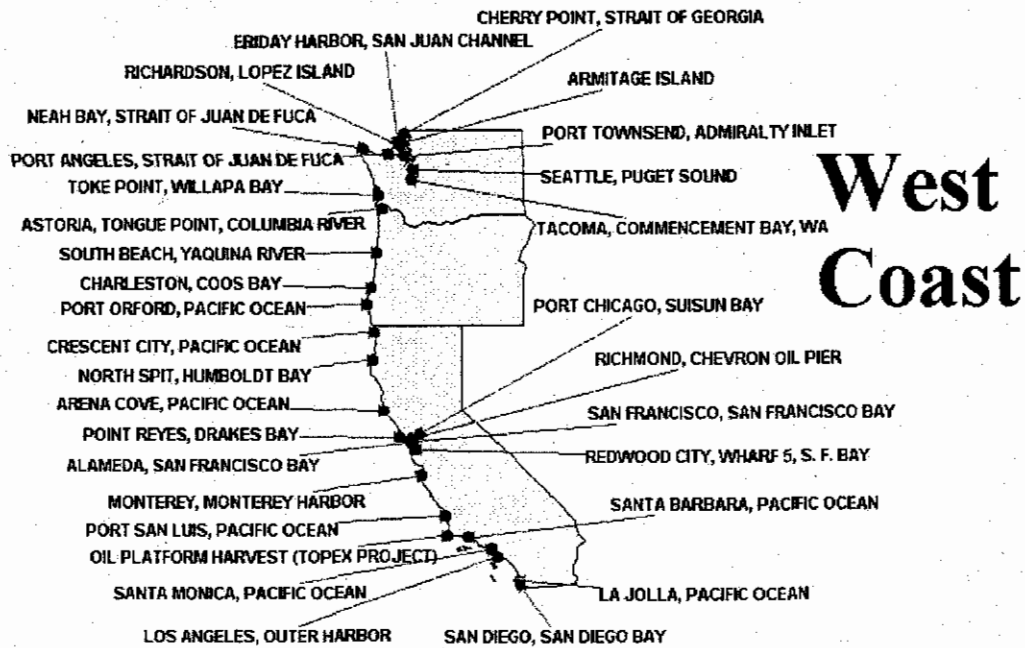 CHERRY POINT, STRAIT OF GEORGIA
ERIDAY HARBOR, SAN JUAN CHANNEL
RICHARDSON, LOPEZ ISLAND
ARMITAGE ISLAND
NEAH BAY, STRAIT OF JUAN DE FUCA
PORT TOWNSEND, ADMIRALTY INLET
PORT ANGELES, STRAIT OF JUAN DE FUCA
SEATTLE, PUGET SOUND
TOKE POINT, WILLAPA BAY
ASTORIA, TONGUE POINT, COLUMBIA RIVER
TACOMA, COMMENCEMENT BAY, WA
West
Coast
SOUTH BEACH, YAQUINA RIVER
CHARLESTON, COOS BAY
PORT ORFORD, PACIFIC OCEAN
PORT CHICAGO, SUISUN BAY
CRESCENT CITY, PACIFIC OCEAN
RICHMOND, CHEVRON OIL PIER
NORTH SPIT, HUMBOLDT BAY
ARENA COVE, PACIFIC OCEAN
SAN FRANCISCO, SAN FRANCISCO BAY
POINT REYES, DRAKES BAY
REDWOOD CITY, WHARF 5, S. F. BAY
ALAMEDA, SAN FRANCISCO BAY
MONTEREY, MONTEREY HARBOR
SANTA BARBARA, PACIFIC OCEAN
PORT SAN LUIS, PACIFIC OCEAN
OIL PLATFORM HARVEST (TOPEX PROJECT)
SANTA MONICA, PACIFIC OCEAN
LA JOLLA, PACIFIC OCEAN
LOS ANGELES, OUTER HARBOR
SAN DIEGO, SAN DIEGO BAY